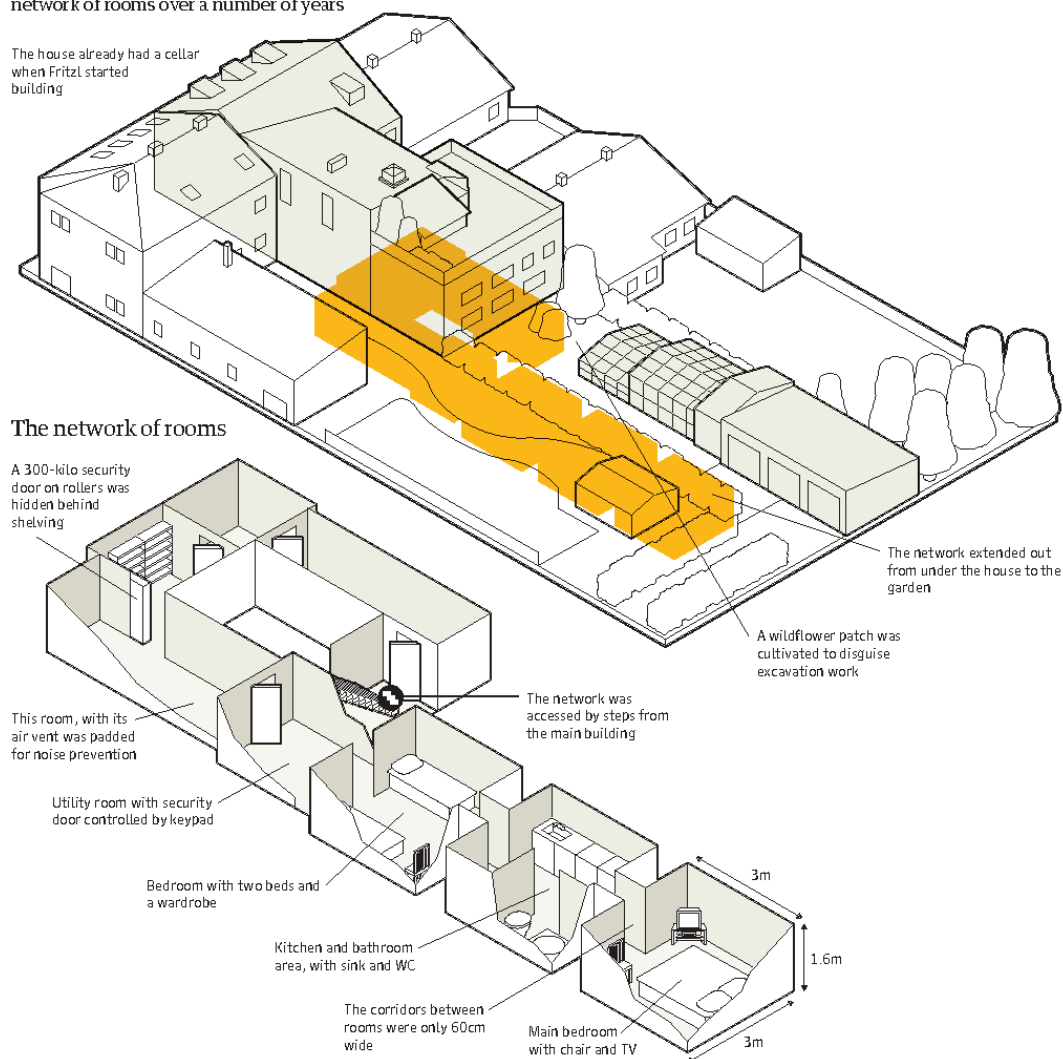 network of rooms over a number of years
The house already had a cellar
when Fritzl started
building
The network of rooms
A 300-kilo security
door on rollers was
hidden behind
shelving
The network extended out
from under the house to the
garden
A wildflower patch was
cultivated to disguise
excavation work
The network was
accessed by steps from
the main building
This room, with its
air vent was padded
for noise prevention
Utility room with security
door controlled by keypad
Bedroom with two beds and
a wardrobe
Kitchen and bathroom
area, with sink and WC
The corridors between
rooms were only 60cm
wide
Main bedroom
with chair and TV
3m
1.6m
3m